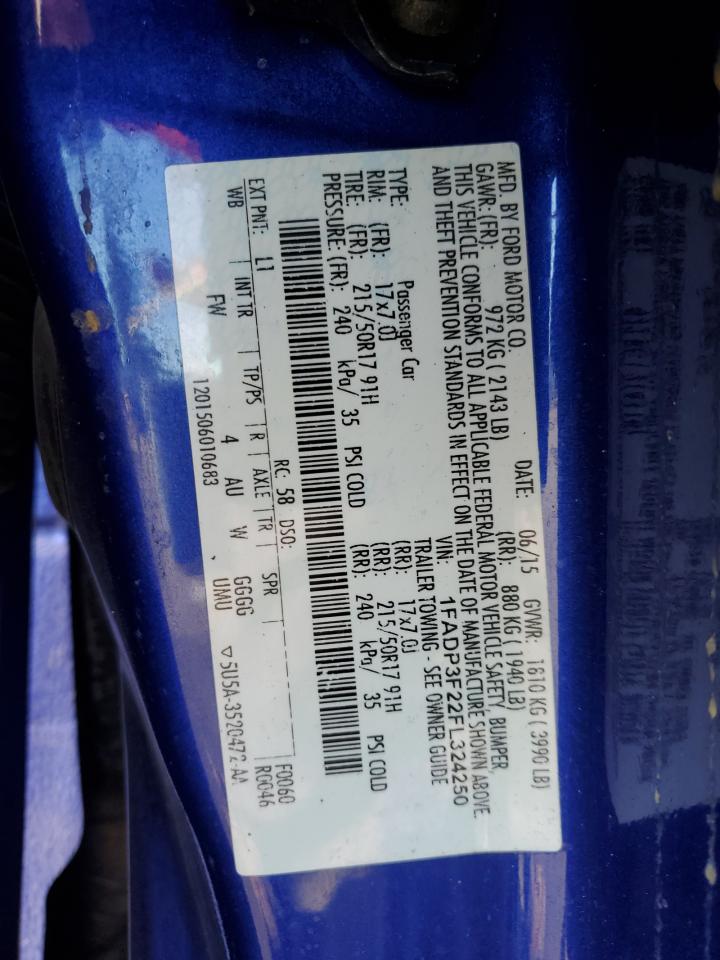 MFD. BY FORD MOTOR CO.
DATE: 06/15 GVWR: 1810 KG ( 3990 LB)
GAWR: (FR): 972 KG ( 2143 LB) (RR): 880 KG ( 1940 LB)
THIS VEHICLE CONFORMS TO ALL APPLICABLE FEDERAL MOTOR VEHICLE SAFETY, BUMPER,
AND THEFT PREVENTION STANDARDS IN EFFECT ON THE DATE OF MANUFACTURE SHOWN ABOVE.
VIN: 1FADP3F22FL324250
TYPE: Passenger Car TRAILER TOWING - SEE OWNER GUIDE
RIM: (FR): 17x7.0J (RR): 17x7.0J
TIRE: (FR): 215/50R17 91H (RR): 215/50R17 91H
PRESSURE: (FR): 240 kPa/ 35 PSI COLD (RR): 240 kPa/ 35 PSI COLD
RC: 58 DSO: F0060
EXT PNT: L1 R0046
WB | INT TR | TP/PS | R | AXLE | TR | SPR
FW 4 AU W GGGG
UMU ▽5U5A-3520472-AA
1201506010683